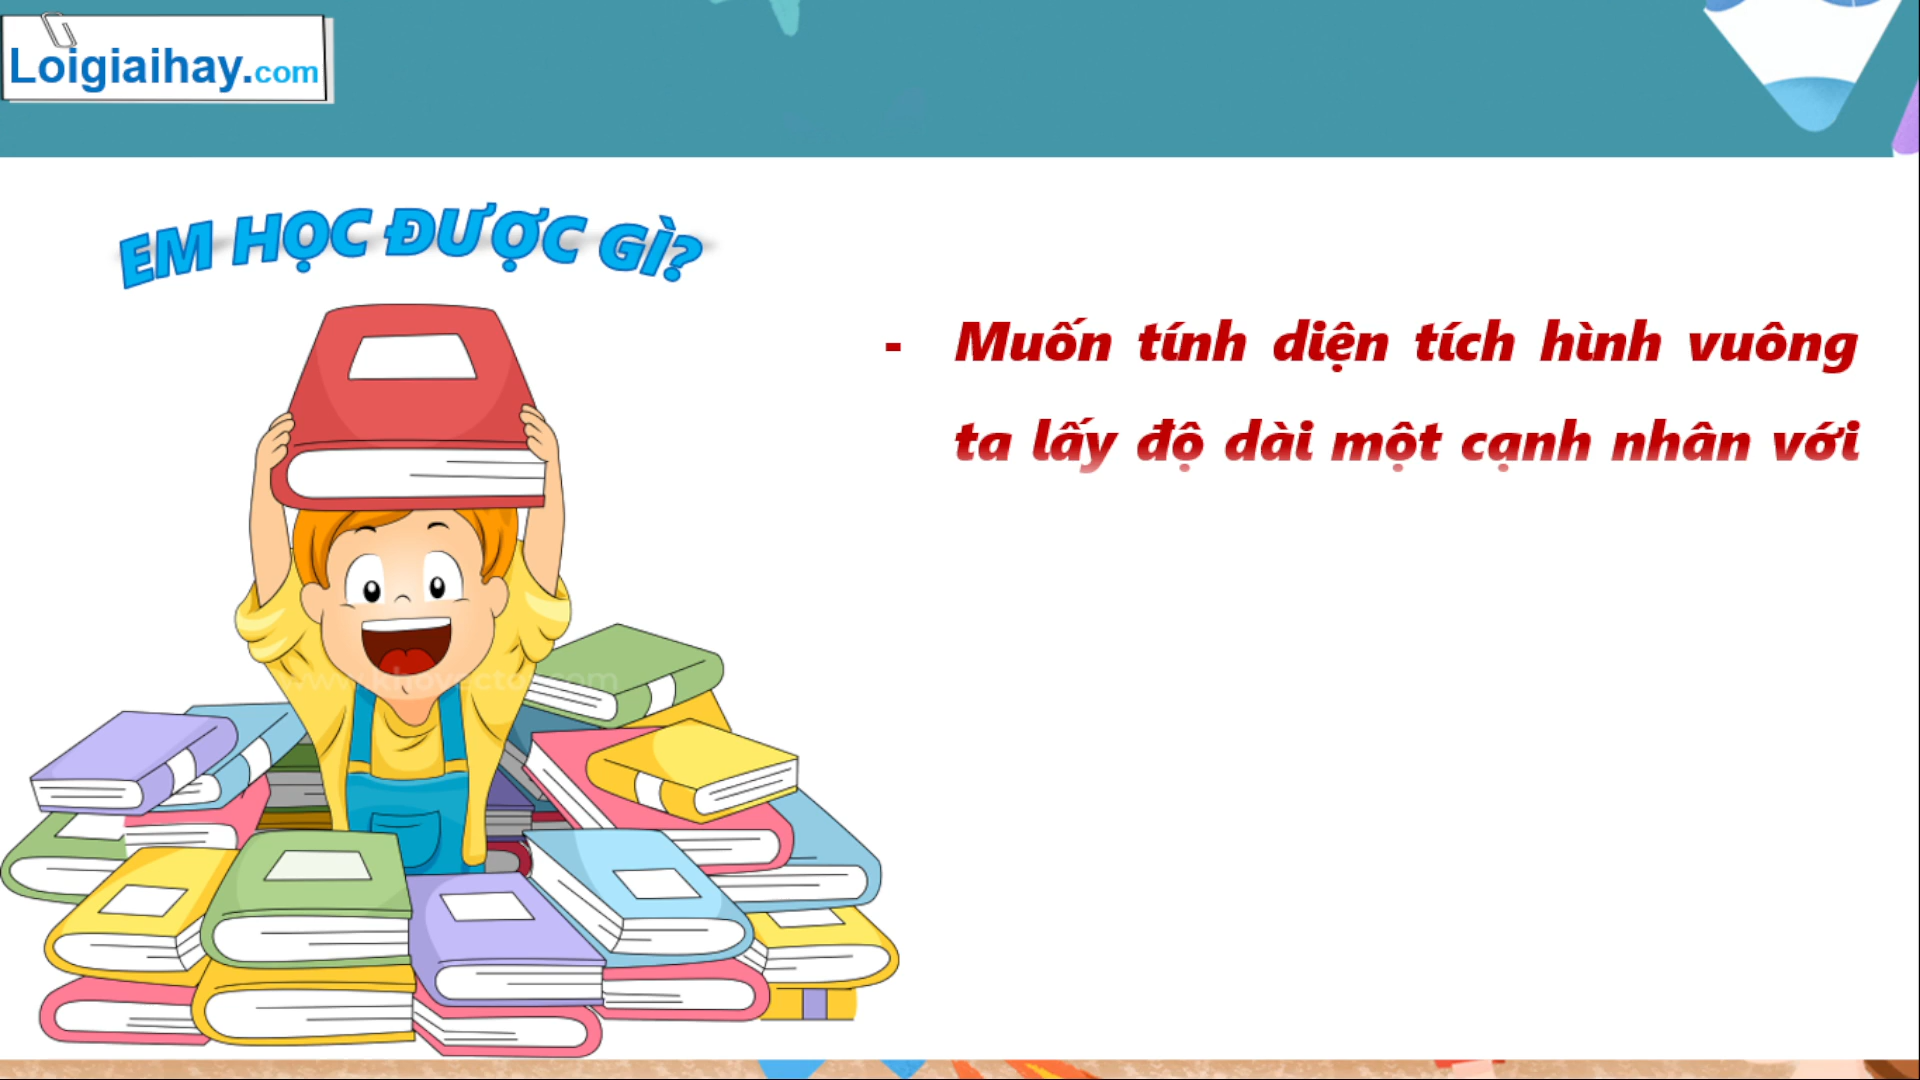 Loigiaihay.com
EM HỌC ĐƯỢC GÌ?
- Muốn tính diện tích hình vuông
ta lấy độ dài một cạnh nhân với